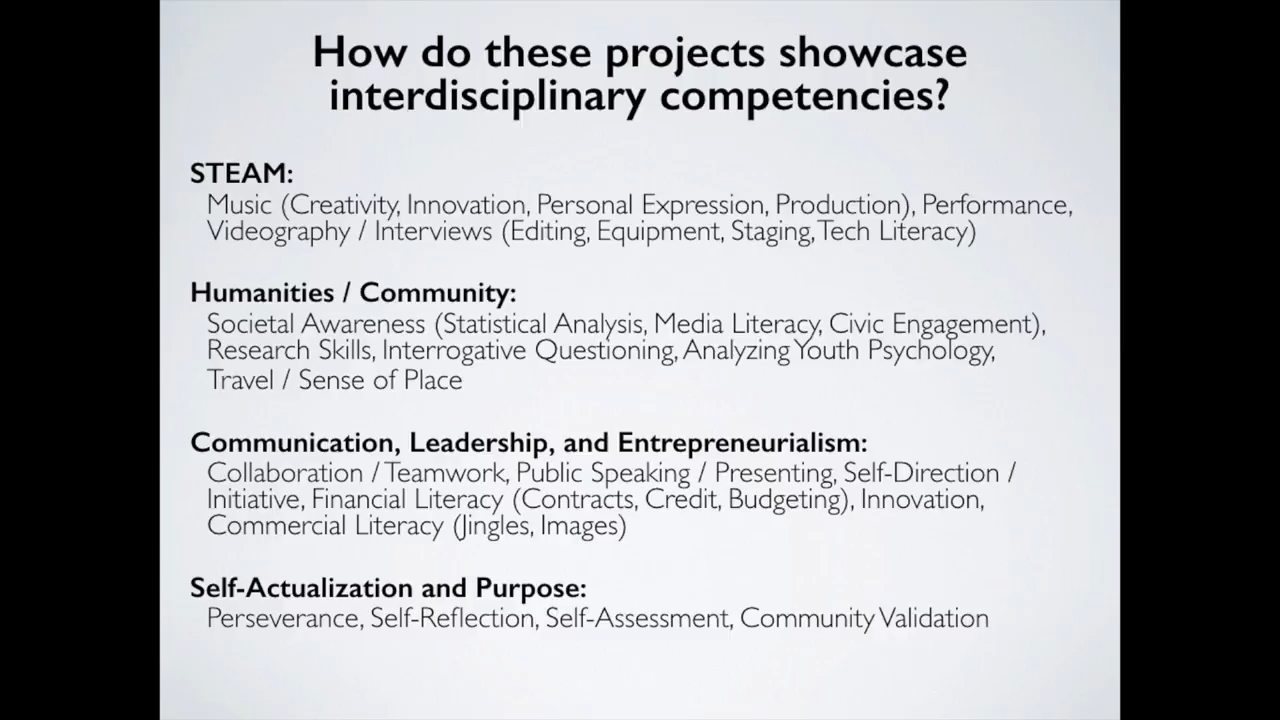 How do these projects showcase
interdisciplinary competencies?
STEAM:
Music (Creativity, Innovation, Personal Expression, Production), Performance,
Videography / Interviews (Editing, Equipment, Staging, Tech Literacy)
Humanities / Community:
Societal Awareness (Statistical Analysis, Media Literacy, Civic Engagement),
Research Skills, Interrogative Questioning, Analyzing Youth Psychology,
Travel / Sense of Place
Communication, Leadership, and Entrepreneurialism:
Collaboration / Teamwork, Public Speaking / Presenting, Self-Direction /
Initiative, Financial Literacy (Contracts, Credit, Budgeting), Innovation,
Commercial Literacy (Jingles, Images)
Self-Actualization and Purpose:
Perseverance, Self-Reflection, Self-Assessment, Community Validation